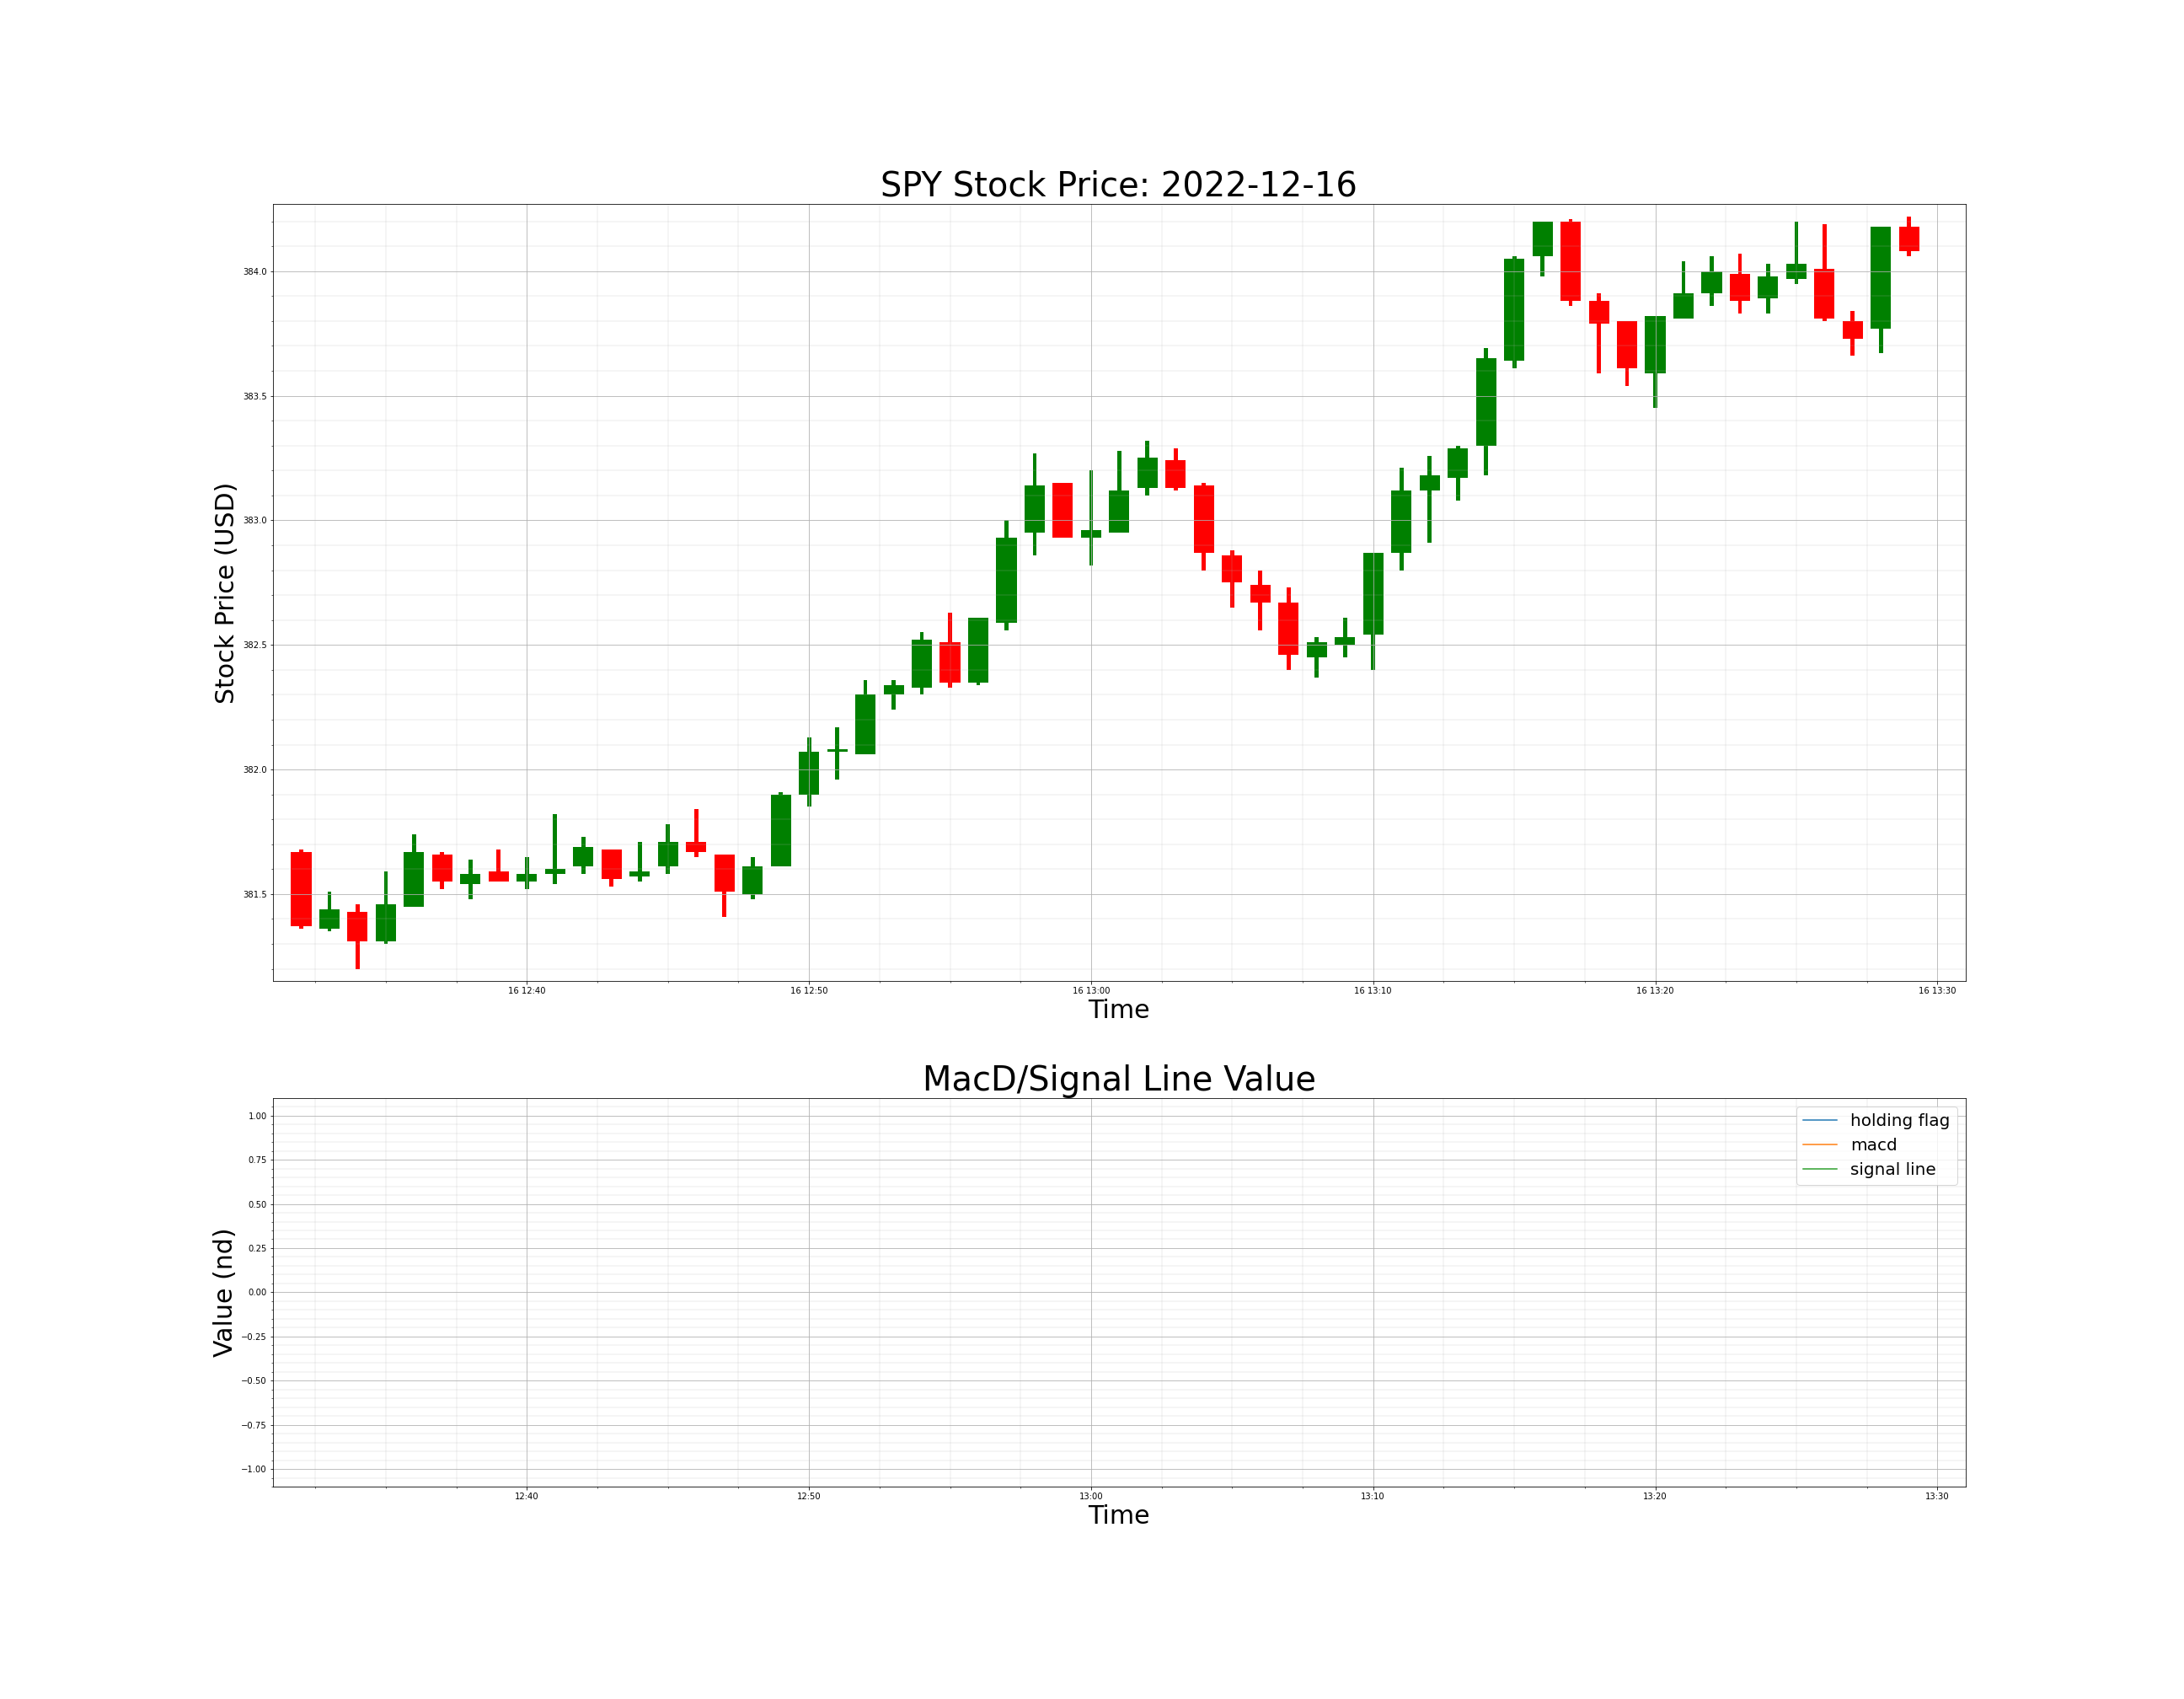 SPY Stock Price: 2022-12-16
384.0
383.5
383.0
382.5
382.0
381.5
Stock Price (USD)
16 12:40 16 12:50 16 13:00 16 13:10 16 13:20 16 13:30
Time
MacD/Signal Line Value
holding flag
macd
signal line
1.00
0.75
0.50
0.25
0.00
−0.25
−0.50
−0.75
−1.00
Value (nd)
12:40 12:50 13:00 13:10 13:20 13:30
Time